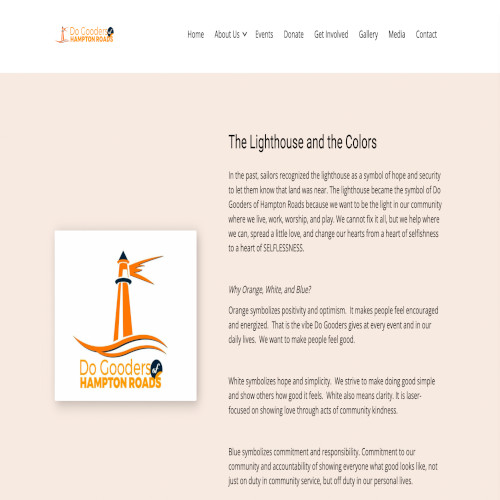 Do Gooders of
HAMPTON ROADS
Home About Us Events Donate Get Involved Gallery Media Contact
The Lighthouse and the Colors
In the past, sailors recognized the lighthouse as a symbol of hope and security
to let them know that land was near. The lighthouse became the symbol of Do
Gooders of Hampton Roads because we want to be the light in our community
where we live, work, worship, and play. We cannot fix it all, but we help where
we can, spread a little love, and change our hearts from a heart of selfishness
to a heart of SELFLESSNESS.
Do Gooders of
HAMPTON ROADS
Why Orange, White, and Blue?
Orange symbolizes positivity and optimism. It makes people feel encouraged
and energized. That is the vibe Do Gooders gives at every event and in our
daily lives. We want to make people feel good.
White symbolizes hope and simplicity. We strive to make doing good simple
and show others how good it feels. White also means clarity. It is laser-
focused on showing love through acts of community kindness.
Blue symbolizes commitment and responsibility. Commitment to our
community and accountability of showing everyone what good looks like, not
just on duty in community service, but off duty in our personal lives.